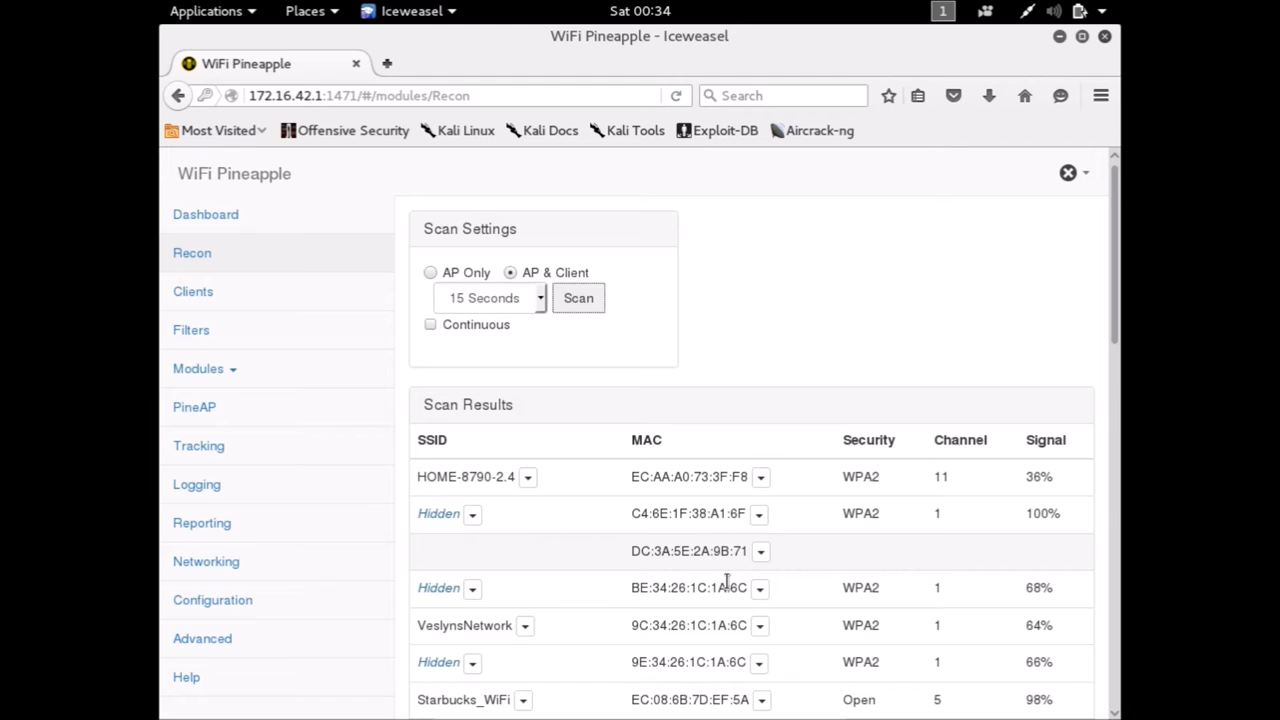 Applications Places Iceweasel Sat 00:34 1
WiFi Pineapple - Iceweasel
WiFi Pineapple
172.16.42.1:1471/#/modules/Recon Search
Most Visited Offensive Security Kali Linux Kali Docs Kali Tools Exploit-DB Aircrack-ng
WiFi Pineapple
Dashboard
Recon
Clients
Filters
Modules
PineAP
Tracking
Logging
Reporting
Networking
Configuration
Advanced
Help
Scan Settings
AP Only AP & Client
15 Seconds Scan
Continuous
Scan Results
SSID MAC Security Channel Signal
HOME-8790-2.4 EC:AA:A0:73:3F:F8 WPA2 11 36%
Hidden C4:6E:1F:38:A1:6F WPA2 1 100%
DC:3A:5E:2A:9B:71
Hidden BE:34:26:1C:1A:6C WPA2 1 68%
VeslynsNetwork 9C:34:26:1C:1A:6C WPA2 1 64%
Hidden 9E:34:26:1C:1A:6C WPA2 1 66%
Starbucks_WiFi EC:08:6B:7D:EF:5A Open 5 98%